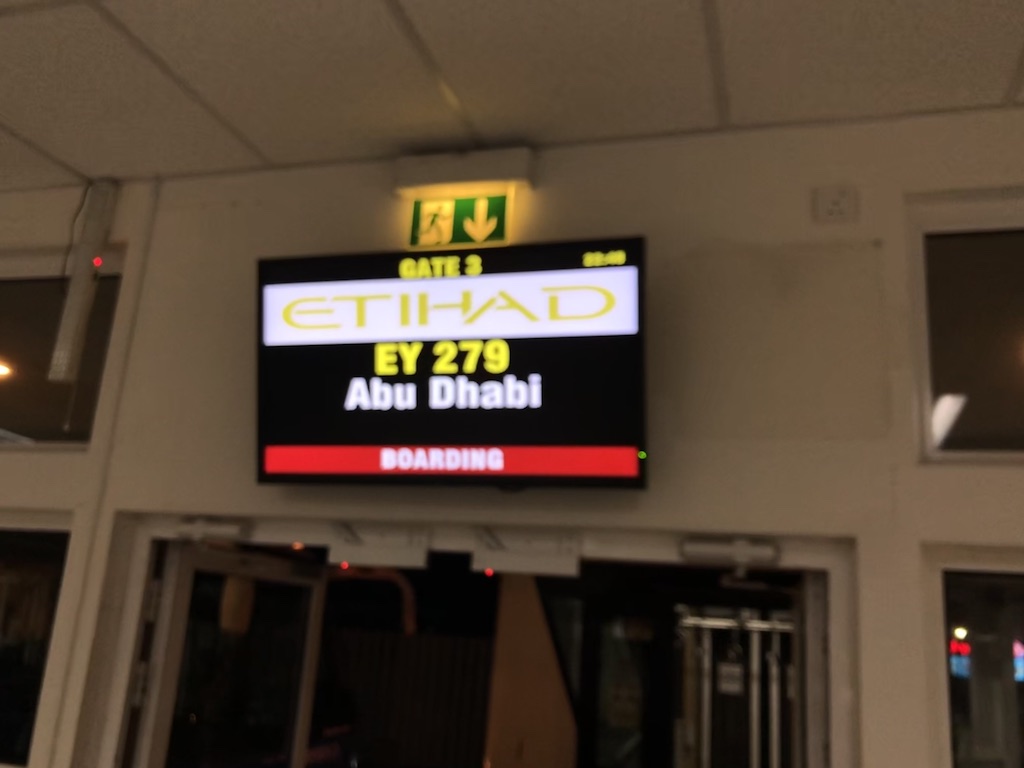 GATE 3
ETIHAD
EY 279
Abu Dhabi
BOARDING